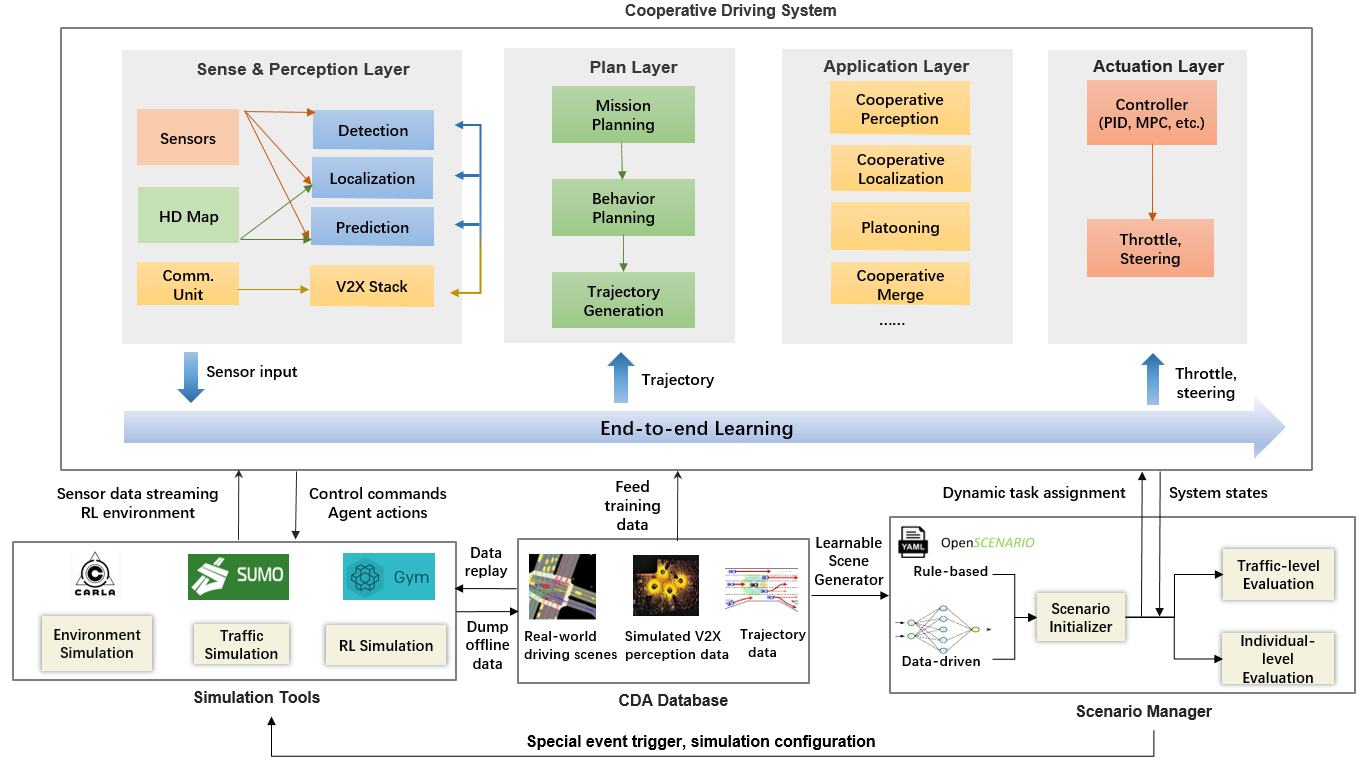 Cooperative Driving System
Sense & Perception Layer
Sensors
HD Map
Comm.
Unit
Detection
Localization
Prediction
V2X Stack
Plan Layer
Mission
Planning
Behavior
Planning
Trajectory
Generation
Application Layer
Cooperative
Perception
Cooperative
Localization
Platooning
Cooperative
Merge
......
Actuation Layer
Controller
(PID, MPC, etc.)
Throttle,
Steering
Sensor input
Trajectory
Throttle,
steering
End-to-end Learning
Sensor data streaming
RL environment
Control commands
Agent actions
Feed
training
data
Dynamic task assignment
System states
CARLA
SUMO
Gym
Environment
Simulation
Traffic
Simulation
RL Simulation
Simulation Tools
Data
replay
Dump
offline
data
Real-world
driving scenes
Simulated V2X
perception data
Trajectory
data
CDA Database
Learnable
Scene
Generator
YAML
OpenSCENARIO
Rule-based
Data-driven
Scenario
Initializer
Traffic-level
Evaluation
Individual-
level
Evaluation
Scenario Manager
Special event trigger, simulation configuration